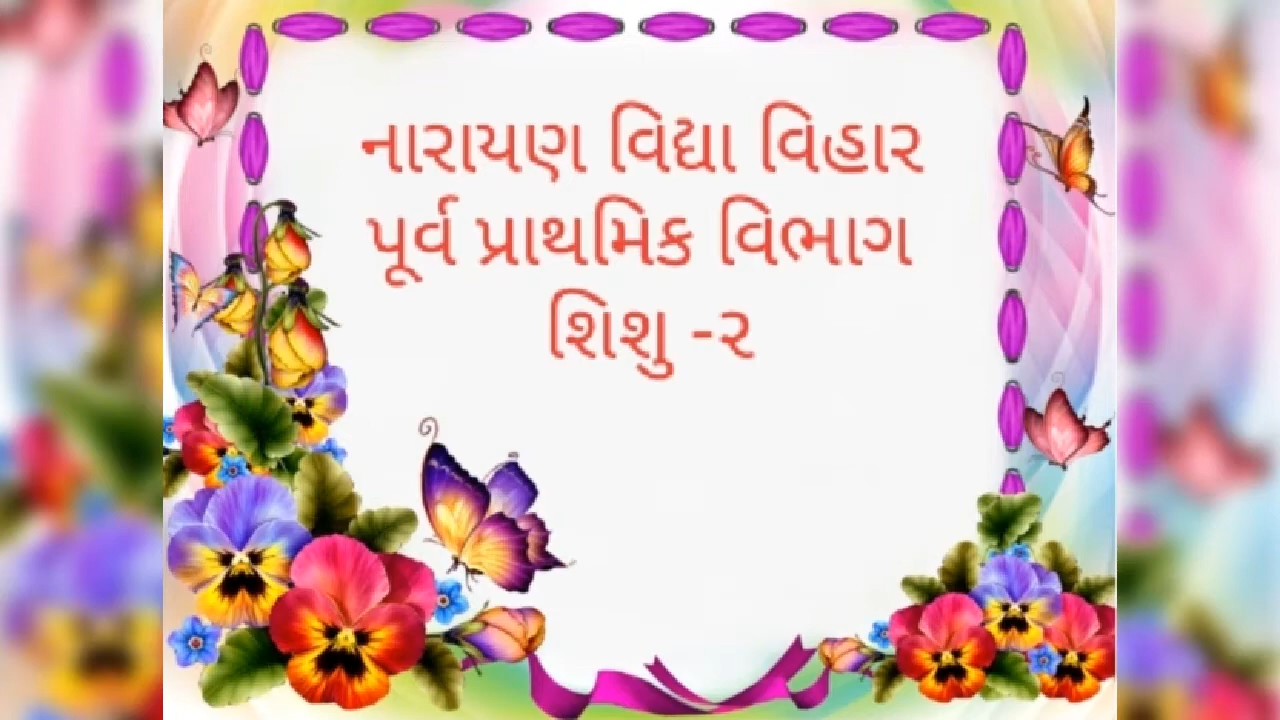 નારાયણ વિદ્યા વિહાર
પૂર્વ પ્રાથમિક વિભાગ
શિશુ -૨